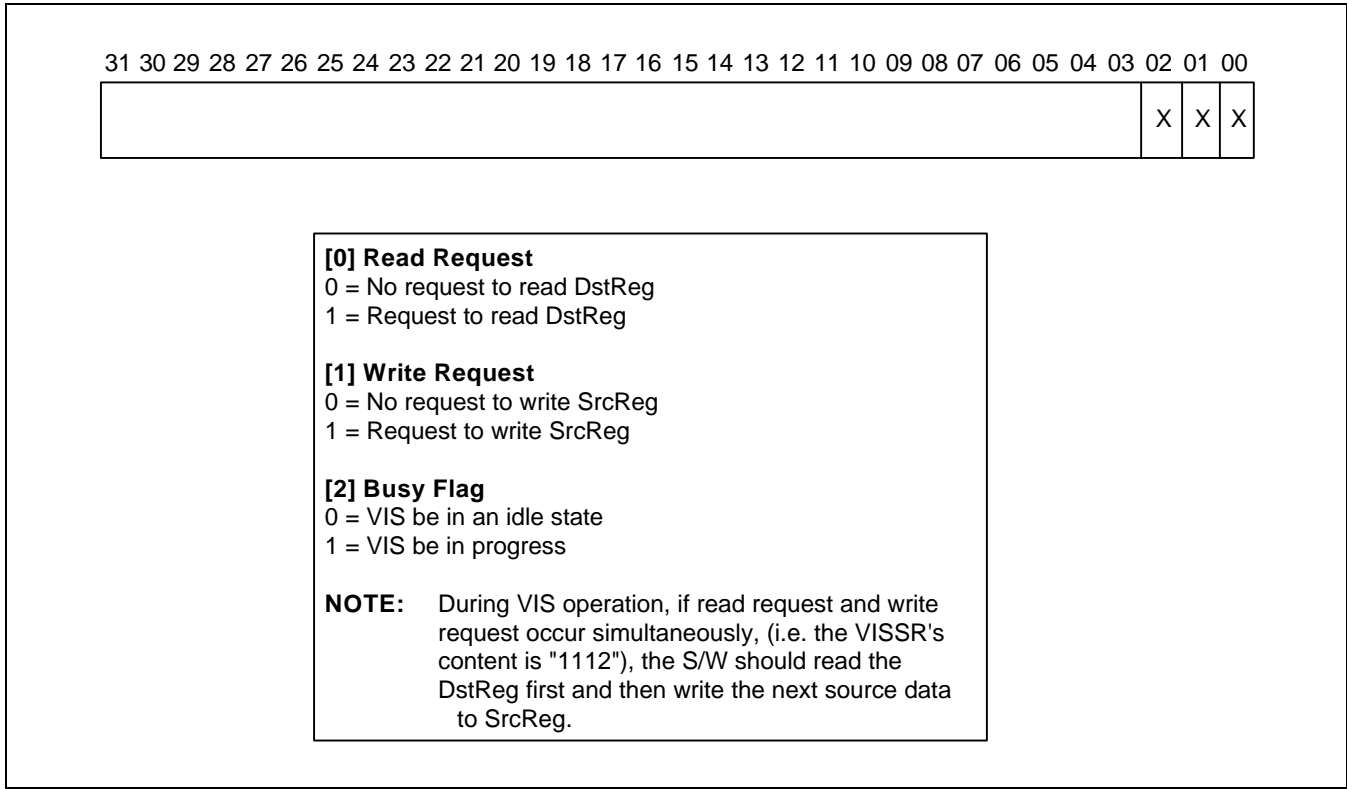 31 30 29 28 27 26 25 24 23 22 21 20 19 18 17 16 15 14 13 12 11 10 09 08 07 06 05 04 03 02 01 00
X X X
[0] Read Request
0 = No request to read DstReg
1 = Request to read DstReg
[1] Write Request
0 = No request to write SrcReg
1 = Request to write SrcReg
[2] Busy Flag
0 = VIS be in an idle state
1 = VIS be in progress
NOTE: During VIS operation, if read request and write
request occur simultaneously, (i.e. the VISSR's
content is "1112"), the S/W should read the
DstReg first and then write the next source data
to SrcReg.